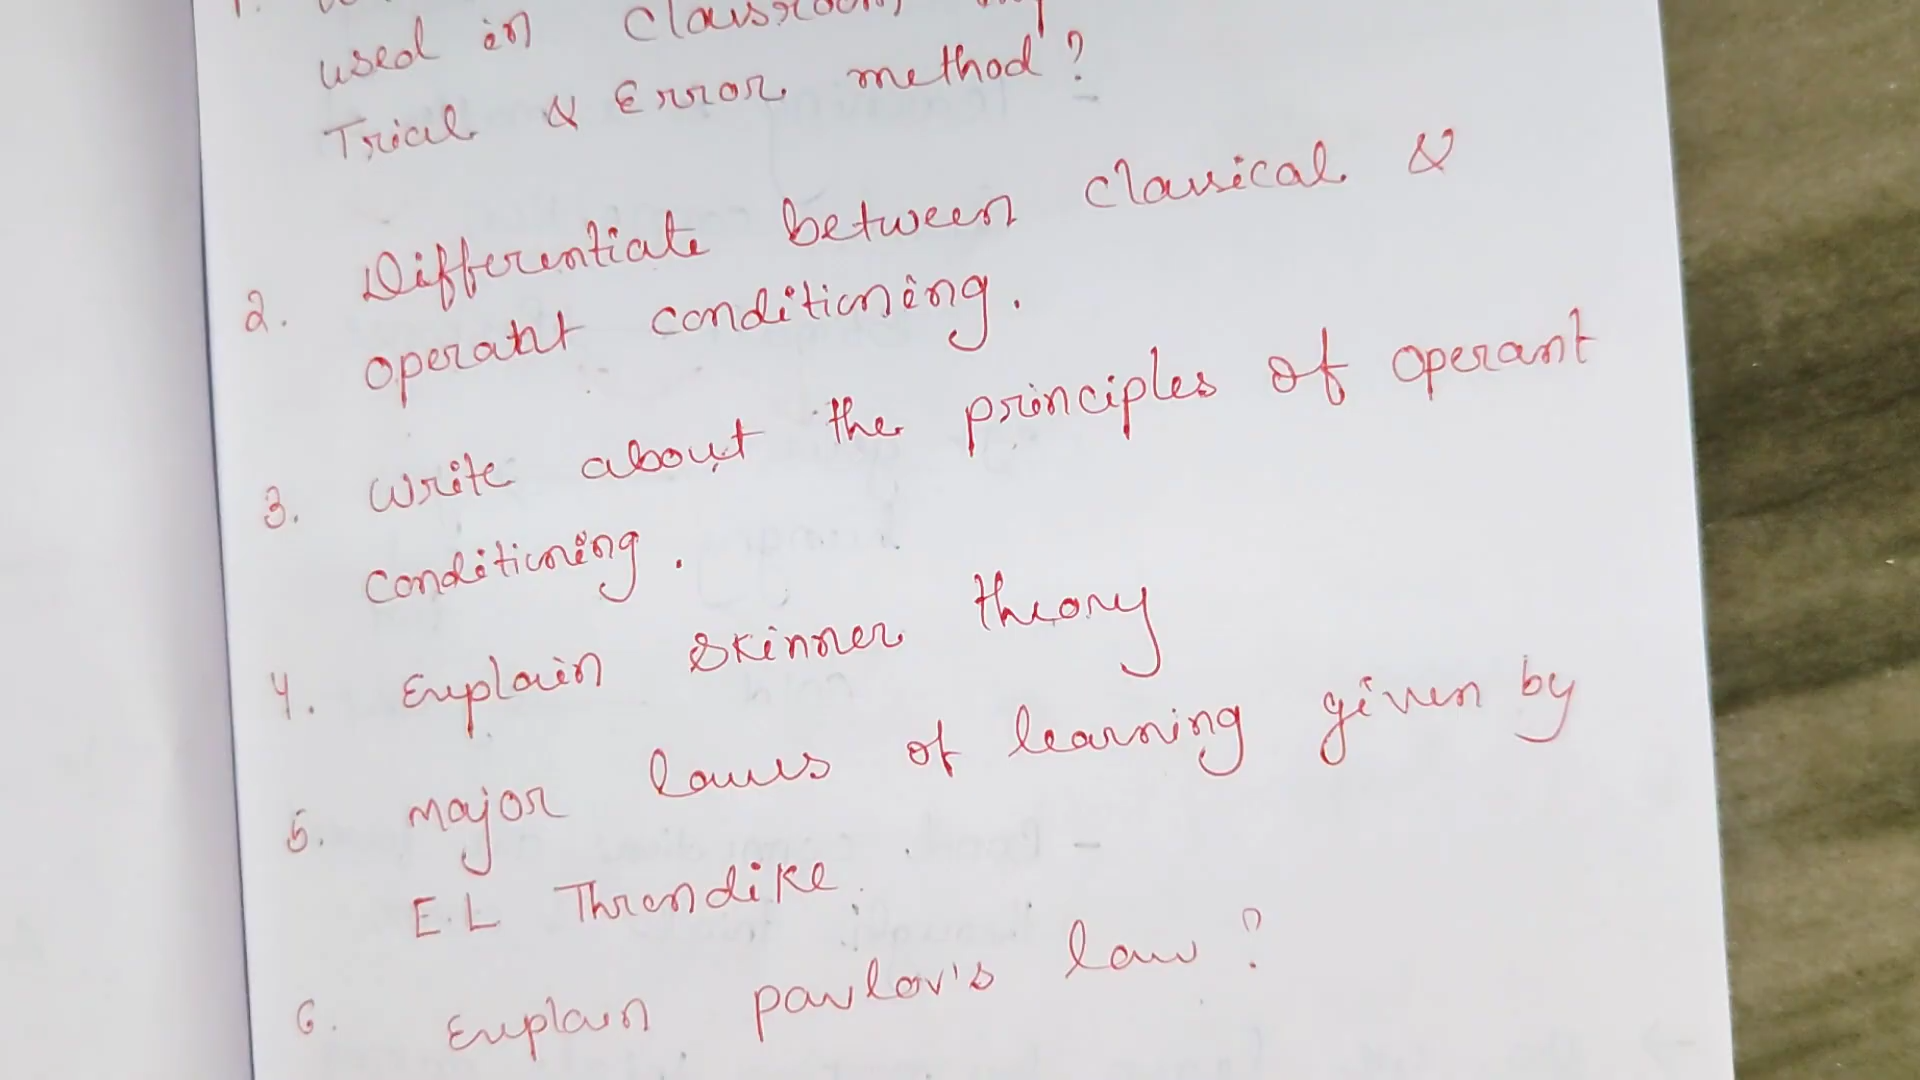 1.
used in classroom
Trial & Error method?
2. Differentiate between classical &
operant conditioning.
3. Write about the principles of operant
conditioning.
4. Explain Skinner theory
5. Major laws of learning given by
E.L Throndike.
6. Explain pavlov's law?